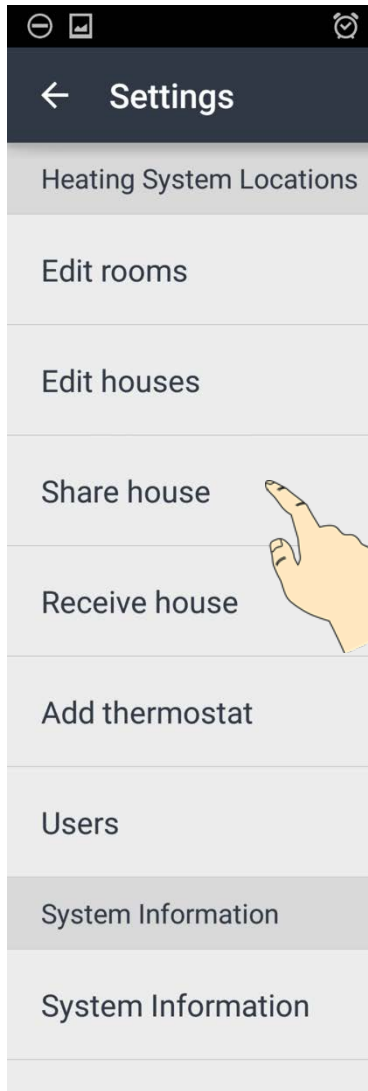 Settings
Heating System Locations
Edit rooms
Edit houses
Share house
Receive house
Add thermostat
Users
System Information
System Information